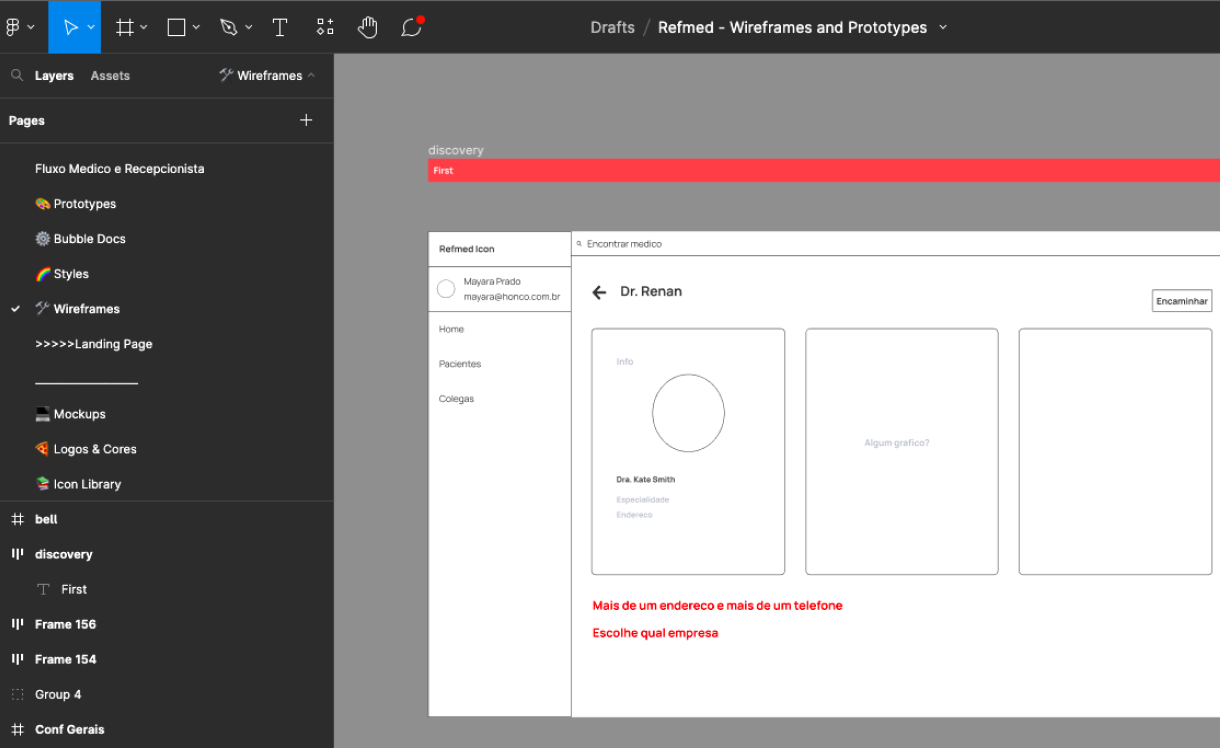 Drafts / Refmed - Wireframes and Prototypes
Layers Assets 🛠 Wireframes
Pages
Fluxo Medico e Recepcionista
🎨 Prototypes
⚙️ Bubble Docs
🌈 Styles
🛠 Wireframes
>>>>>Landing Page
_______________
💻 Mockups
🍕 Logos & Cores
📚 Icon Library
bell
discovery
First
Frame 156
Frame 154
Group 4
Conf Gerais
discovery
First
Refmed Icon
Mayara Prado
mayara@honco.com.br
Home
Pacientes
Colegas
Encontrar medico
Dr. Renan
Encaminhar
Info
Dra. Kate Smith
Especialidade
Endereco
Algum grafico?
Mais de um endereco e mais de um telefone
Escolhe qual empresa